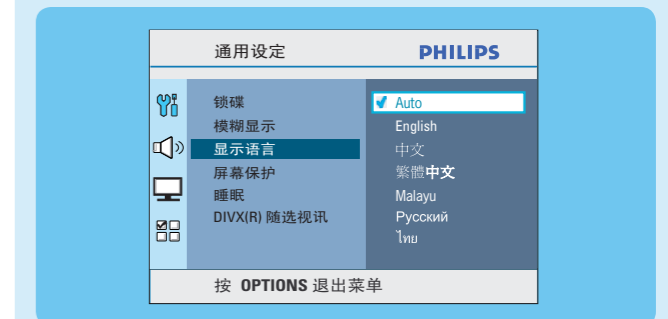 通用设定
PHILIPS
锁碟
模糊显示
显示语言
屏幕保护
睡眠
DIVX(R) 随选视讯
Auto
English
中文
繁體中文
Malayu
Русский
ไทย
按 OPTIONS 退出菜单